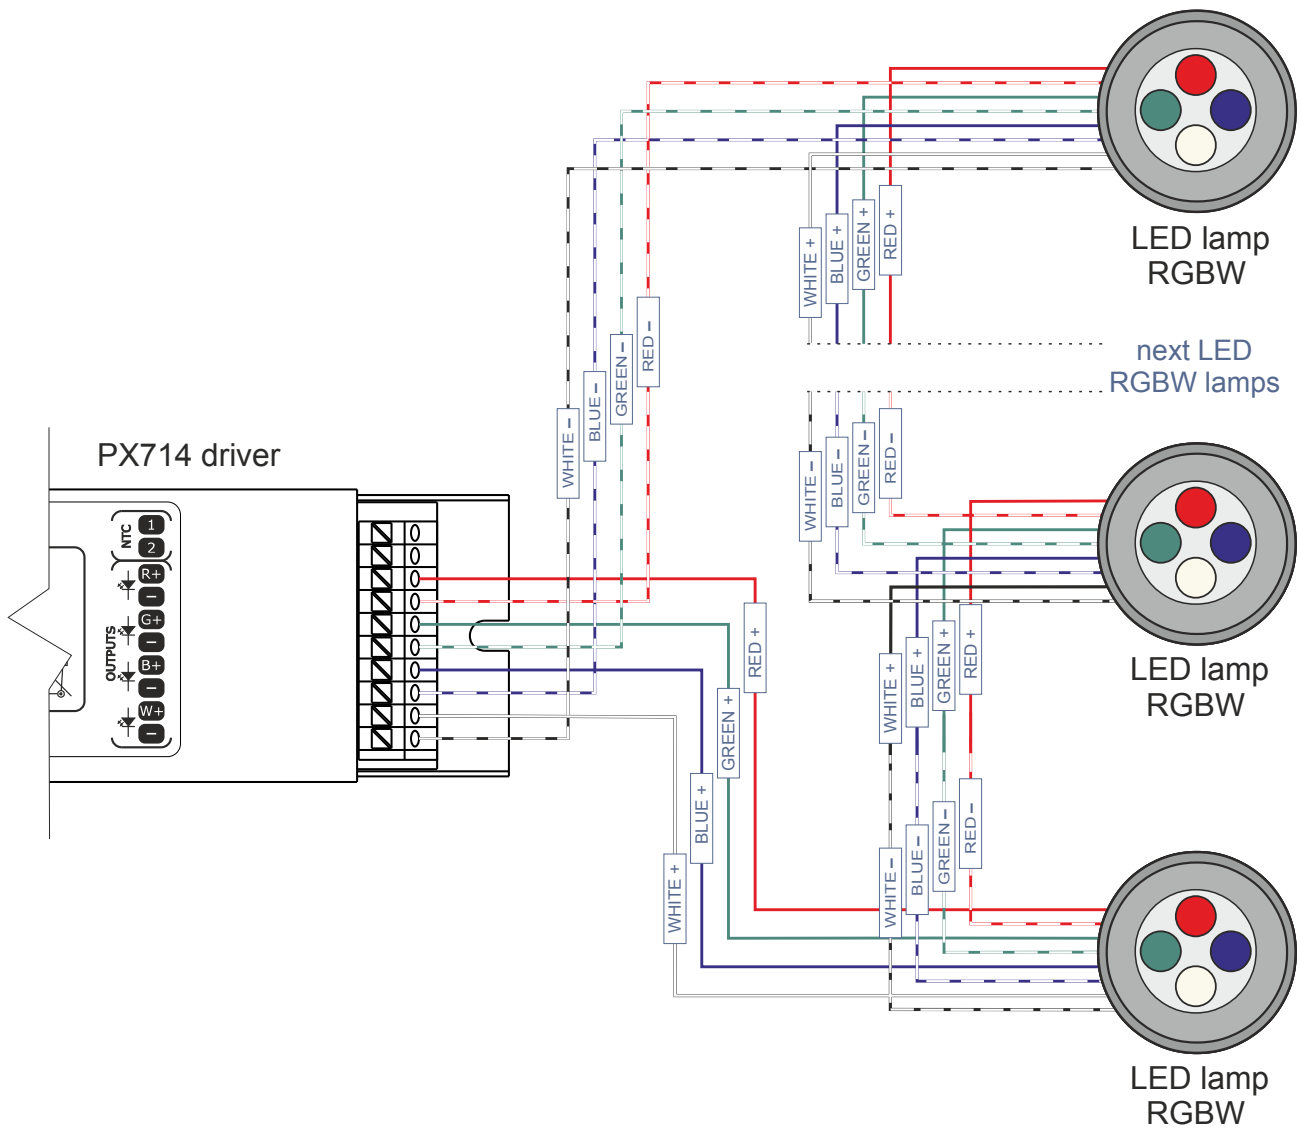 LED lamp
RGBW
WHITE +
BLUE +
GREEN +
RED +
next LED
RGBW lamps
WHITE −
BLUE −
GREEN −
RED −
PX714 driver
NTC
1
2
OUTPUTS
R+
−
G+
−
B+
−
W+
−
WHITE −
BLUE −
GREEN −
RED −
LED lamp
RGBW
WHITE +
BLUE +
GREEN +
RED +
RED +
GREEN +
BLUE +
WHITE +
WHITE −
BLUE −
GREEN −
RED −
LED lamp
RGBW